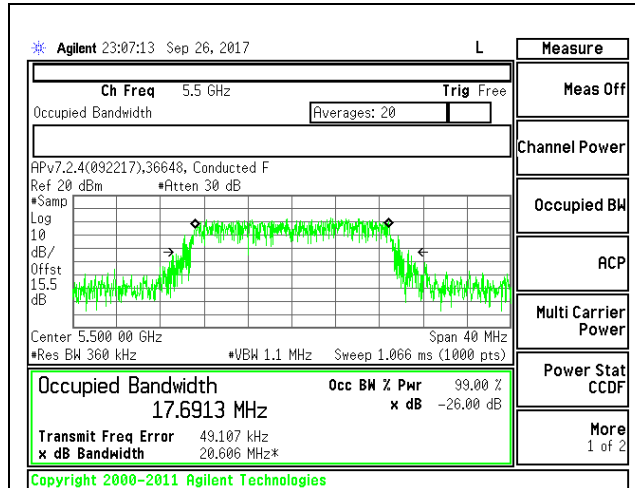 Agilent 23:07:13 Sep 26, 2017 L
Measure
Ch Freq 5.5 GHz Trig Free
Meas Off
Occupied Bandwidth Averages: 20
Channel Power
APv7.2.4(092217),36648, Conducted F
Ref 20 dBm #Atten 30 dB
#Samp
Log
10
dB/
Offst
15.5
dB
Occupied BW
ACP
Multi Carrier
Power
Center 5.500 00 GHz Span 40 MHz
#Res BW 360 kHz #VBW 1.1 MHz Sweep 1.066 ms (1000 pts)
Power Stat
CCDF
Occupied Bandwidth Occ BW % Pwr 99.00 %
17.6913 MHz x dB -26.00 dB
Transmit Freq Error 49.107 kHz
x dB Bandwidth 20.606 MHz*
More
1 of 2
Copyright 2000-2011 Agilent Technologies